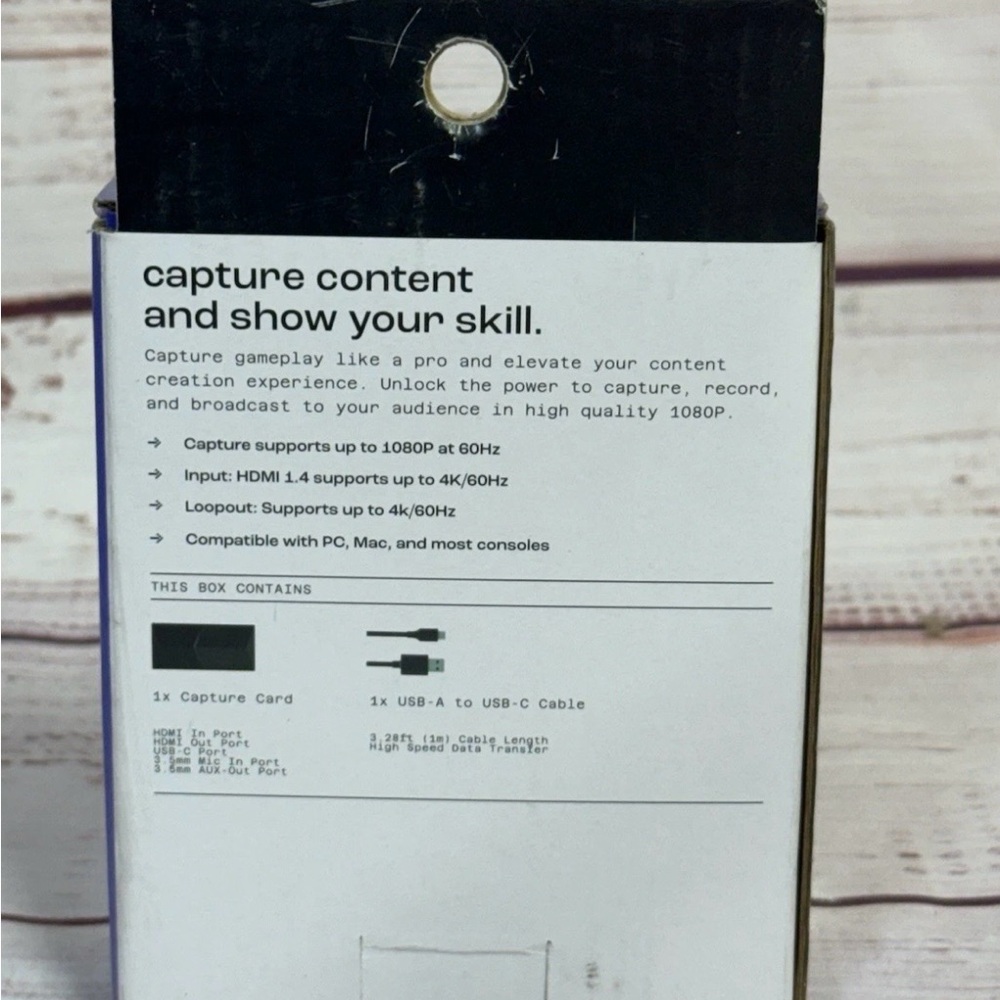 capture content
and show your skill.
Capture gameplay like a pro and elevate your content
creation experience. Unlock the power to capture, record,
and broadcast to your audience in high quality 1080P.
→ Capture supports up to 1080P at 60Hz
→ Input: HDMI 1.4 supports up to 4K/60Hz
→ Loopout: Supports up to 4k/60Hz
→ Compatible with PC, Mac, and most consoles
THIS BOX CONTAINS
1x Capture Card
HDMI In Port
HDMI Out Port
USB-C Port
3.5mm Mic In Port
3.5mm AUX-Out Port
1x USB-A to USB-C Cable
3.28ft (1m) Cable Length
High Speed Data Transfer